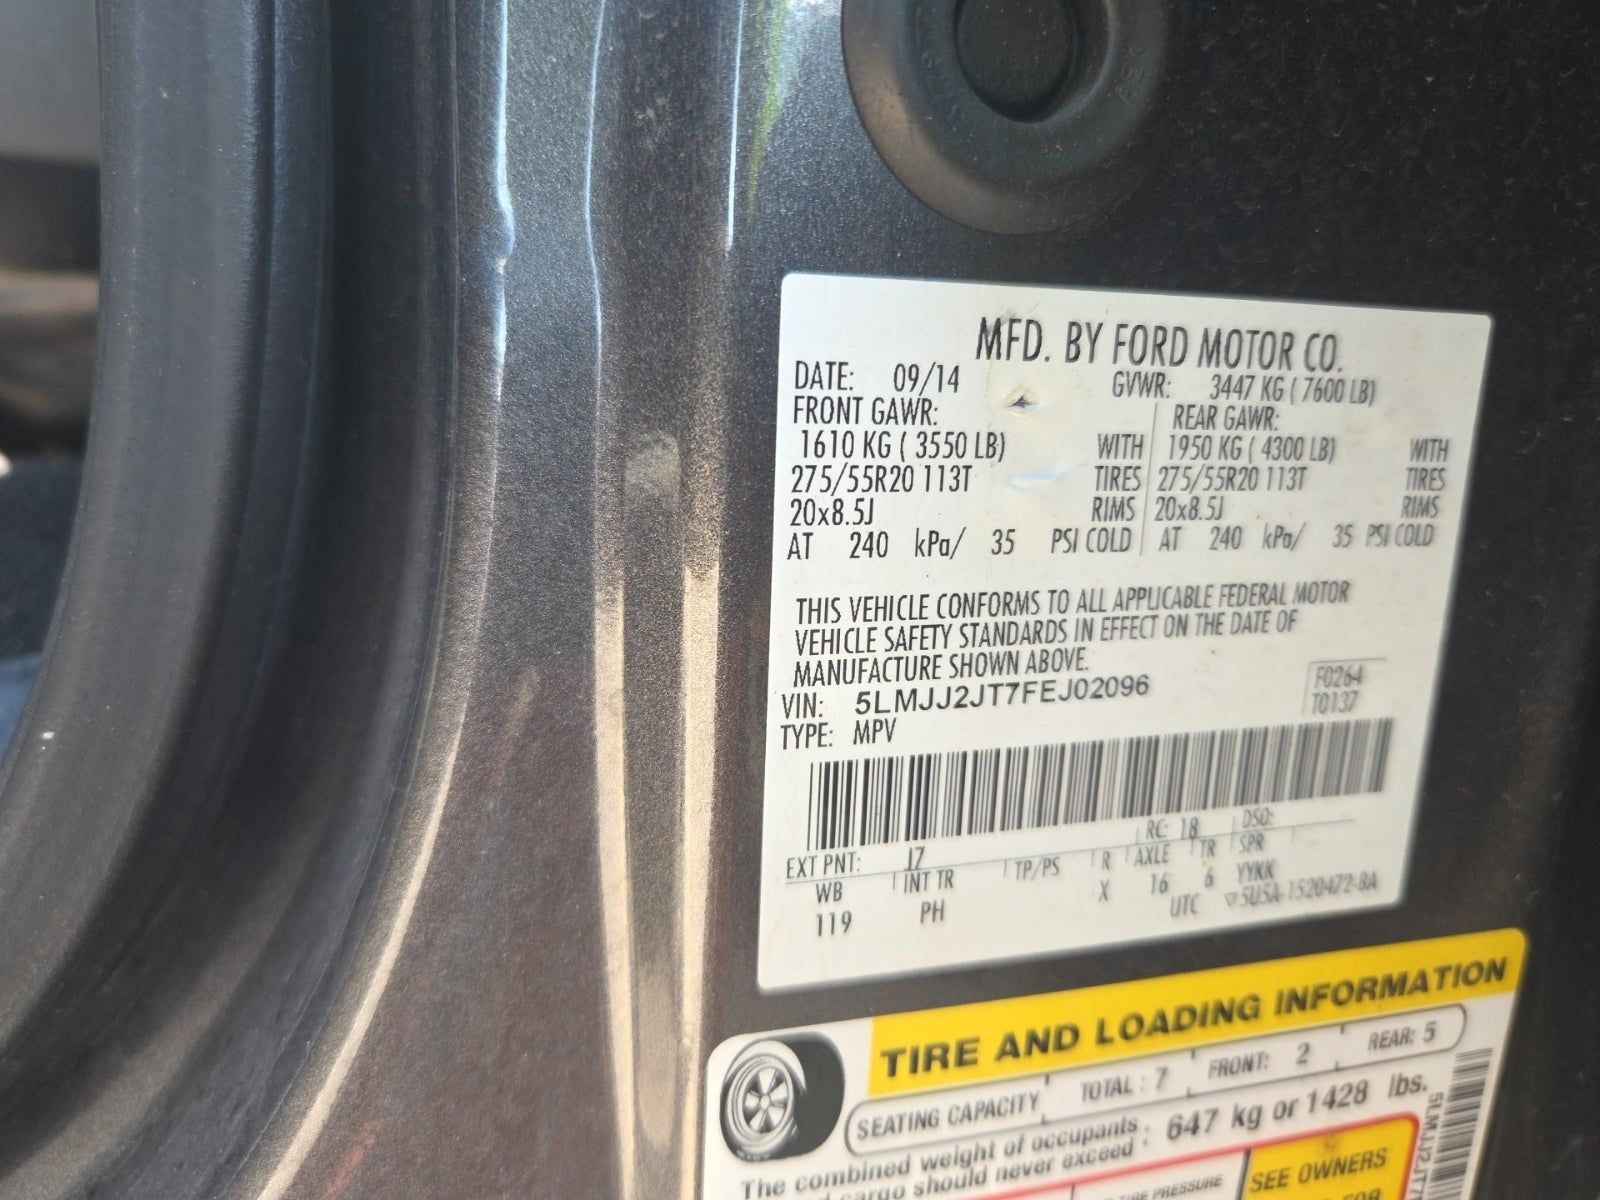 MFD. BY FORD MOTOR CO.
DATE: 09/14 GVWR: 3447 KG ( 7600 LB)
FRONT GAWR: REAR GAWR:
1610 KG ( 3550 LB) WITH 1950 KG ( 4300 LB) WITH
275/55R20 113T TIRES 275/55R20 113T TIRES
20x8.5J RIMS 20x8.5J RIMS
AT 240 kPa/ 35 PSI COLD AT 240 kPa/ 35 PSI COLD
THIS VEHICLE CONFORMS TO ALL APPLICABLE FEDERAL MOTOR
VEHICLE SAFETY STANDARDS IN EFFECT ON THE DATE OF
MANUFACTURE SHOWN ABOVE.
VIN: 5LMJJ2JT7FEJ02096
F0264
T0137
TYPE: MPV
EXT PNT: J7 RC: 18 DSO:
WB INT TR TP/PS R AXLE TR SPR
119 PH X 16 6 YYKK
UTC ▽5U5A-1520472-BA
TIRE AND LOADING INFORMATION
SEATING CAPACITY TOTAL : 7 FRONT: 2 REAR: 5
The combined weight of occupants : 647 kg or 1428 lbs.
cargo should never exceed
TIRE PRESSURE
SEE OWNERS
FOR
5LMJJ2JT7